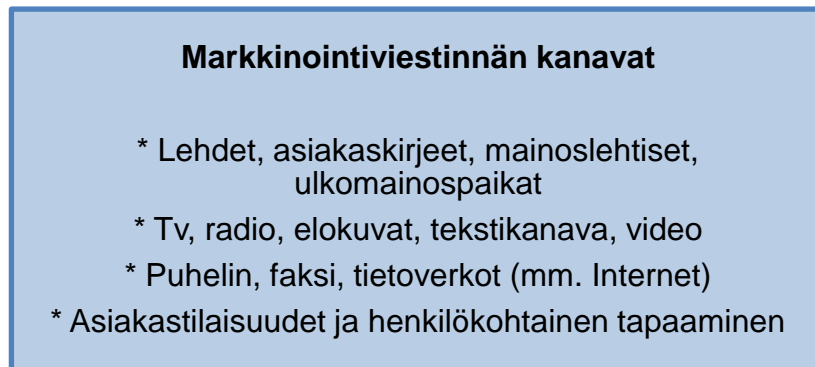 Markkinointiviestinnän kanavat
* Lehdet, asiakaskirjeet, mainoslehtiset,
ulkomainospaikat
* Tv, radio, elokuvat, tekstikanava, video
* Puhelin, faksi, tietoverkot (mm. Internet)
* Asiakastilaisuudet ja henkilökohtainen tapaaminen